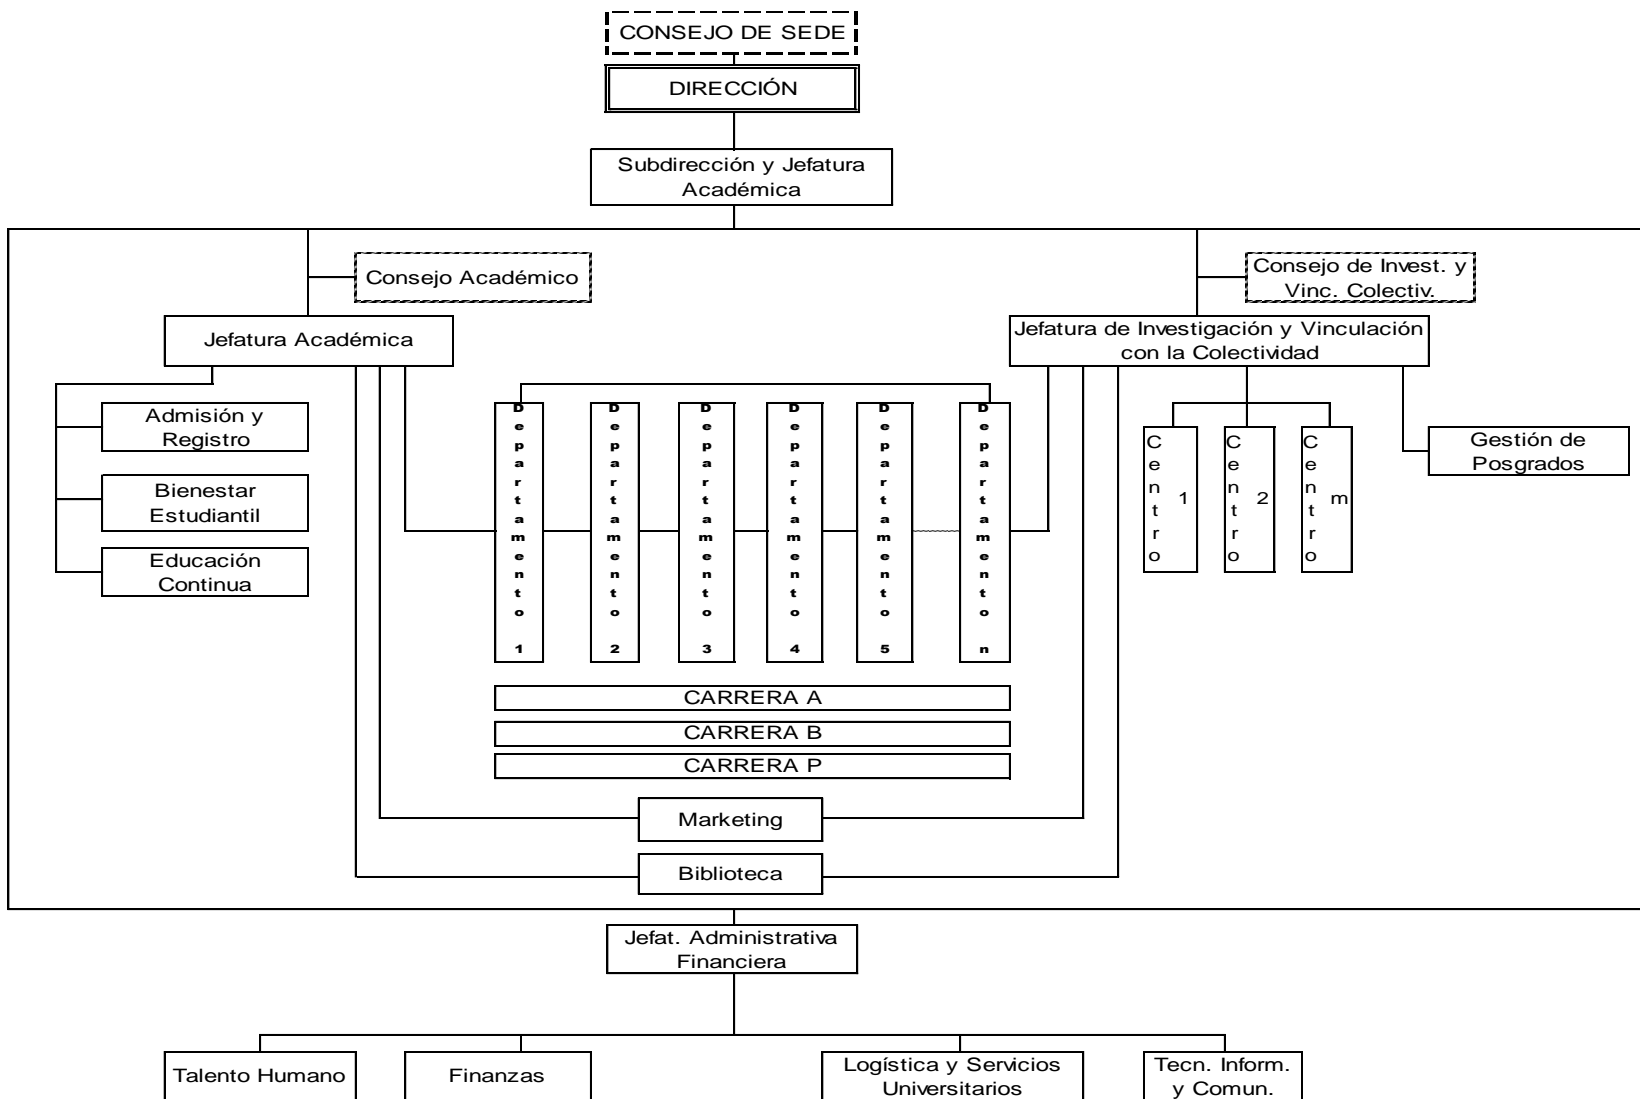 CONSEJO DE SEDE
DIRECCIÓN
Subdirección y Jefatura
Académica
Consejo Académico
Consejo de Invest. y
Vinc. Colectiv.
Jefatura Académica
Jefatura de Investigación y Vinculación
con la Colectividad
Admisión y
Registro
Bienestar
Estudiantil
Educación
Continua
Departamento 1
Departamento 2
Departamento 3
Departamento 4
Departamento 5
Departamento n
Centro 1
Centro 2
Centro m
Gestión de
Posgrados
CARRERA A
CARRERA B
CARRERA P
Marketing
Biblioteca
Jefat. Administrativa
Financiera
Talento Humano
Finanzas
Logística y Servicios
Universitarios
Tecn. Inform.
y Comun.